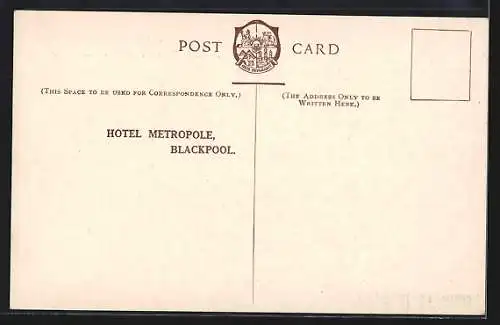 POST CARD
(THIS SPACE TO BE USED FOR CORRESPONDENCE ONLY.)
(THE ADDRESS ONLY TO BE
WRITTEN HERE.)
HOTEL METROPOLE,
BLACKPOOL.